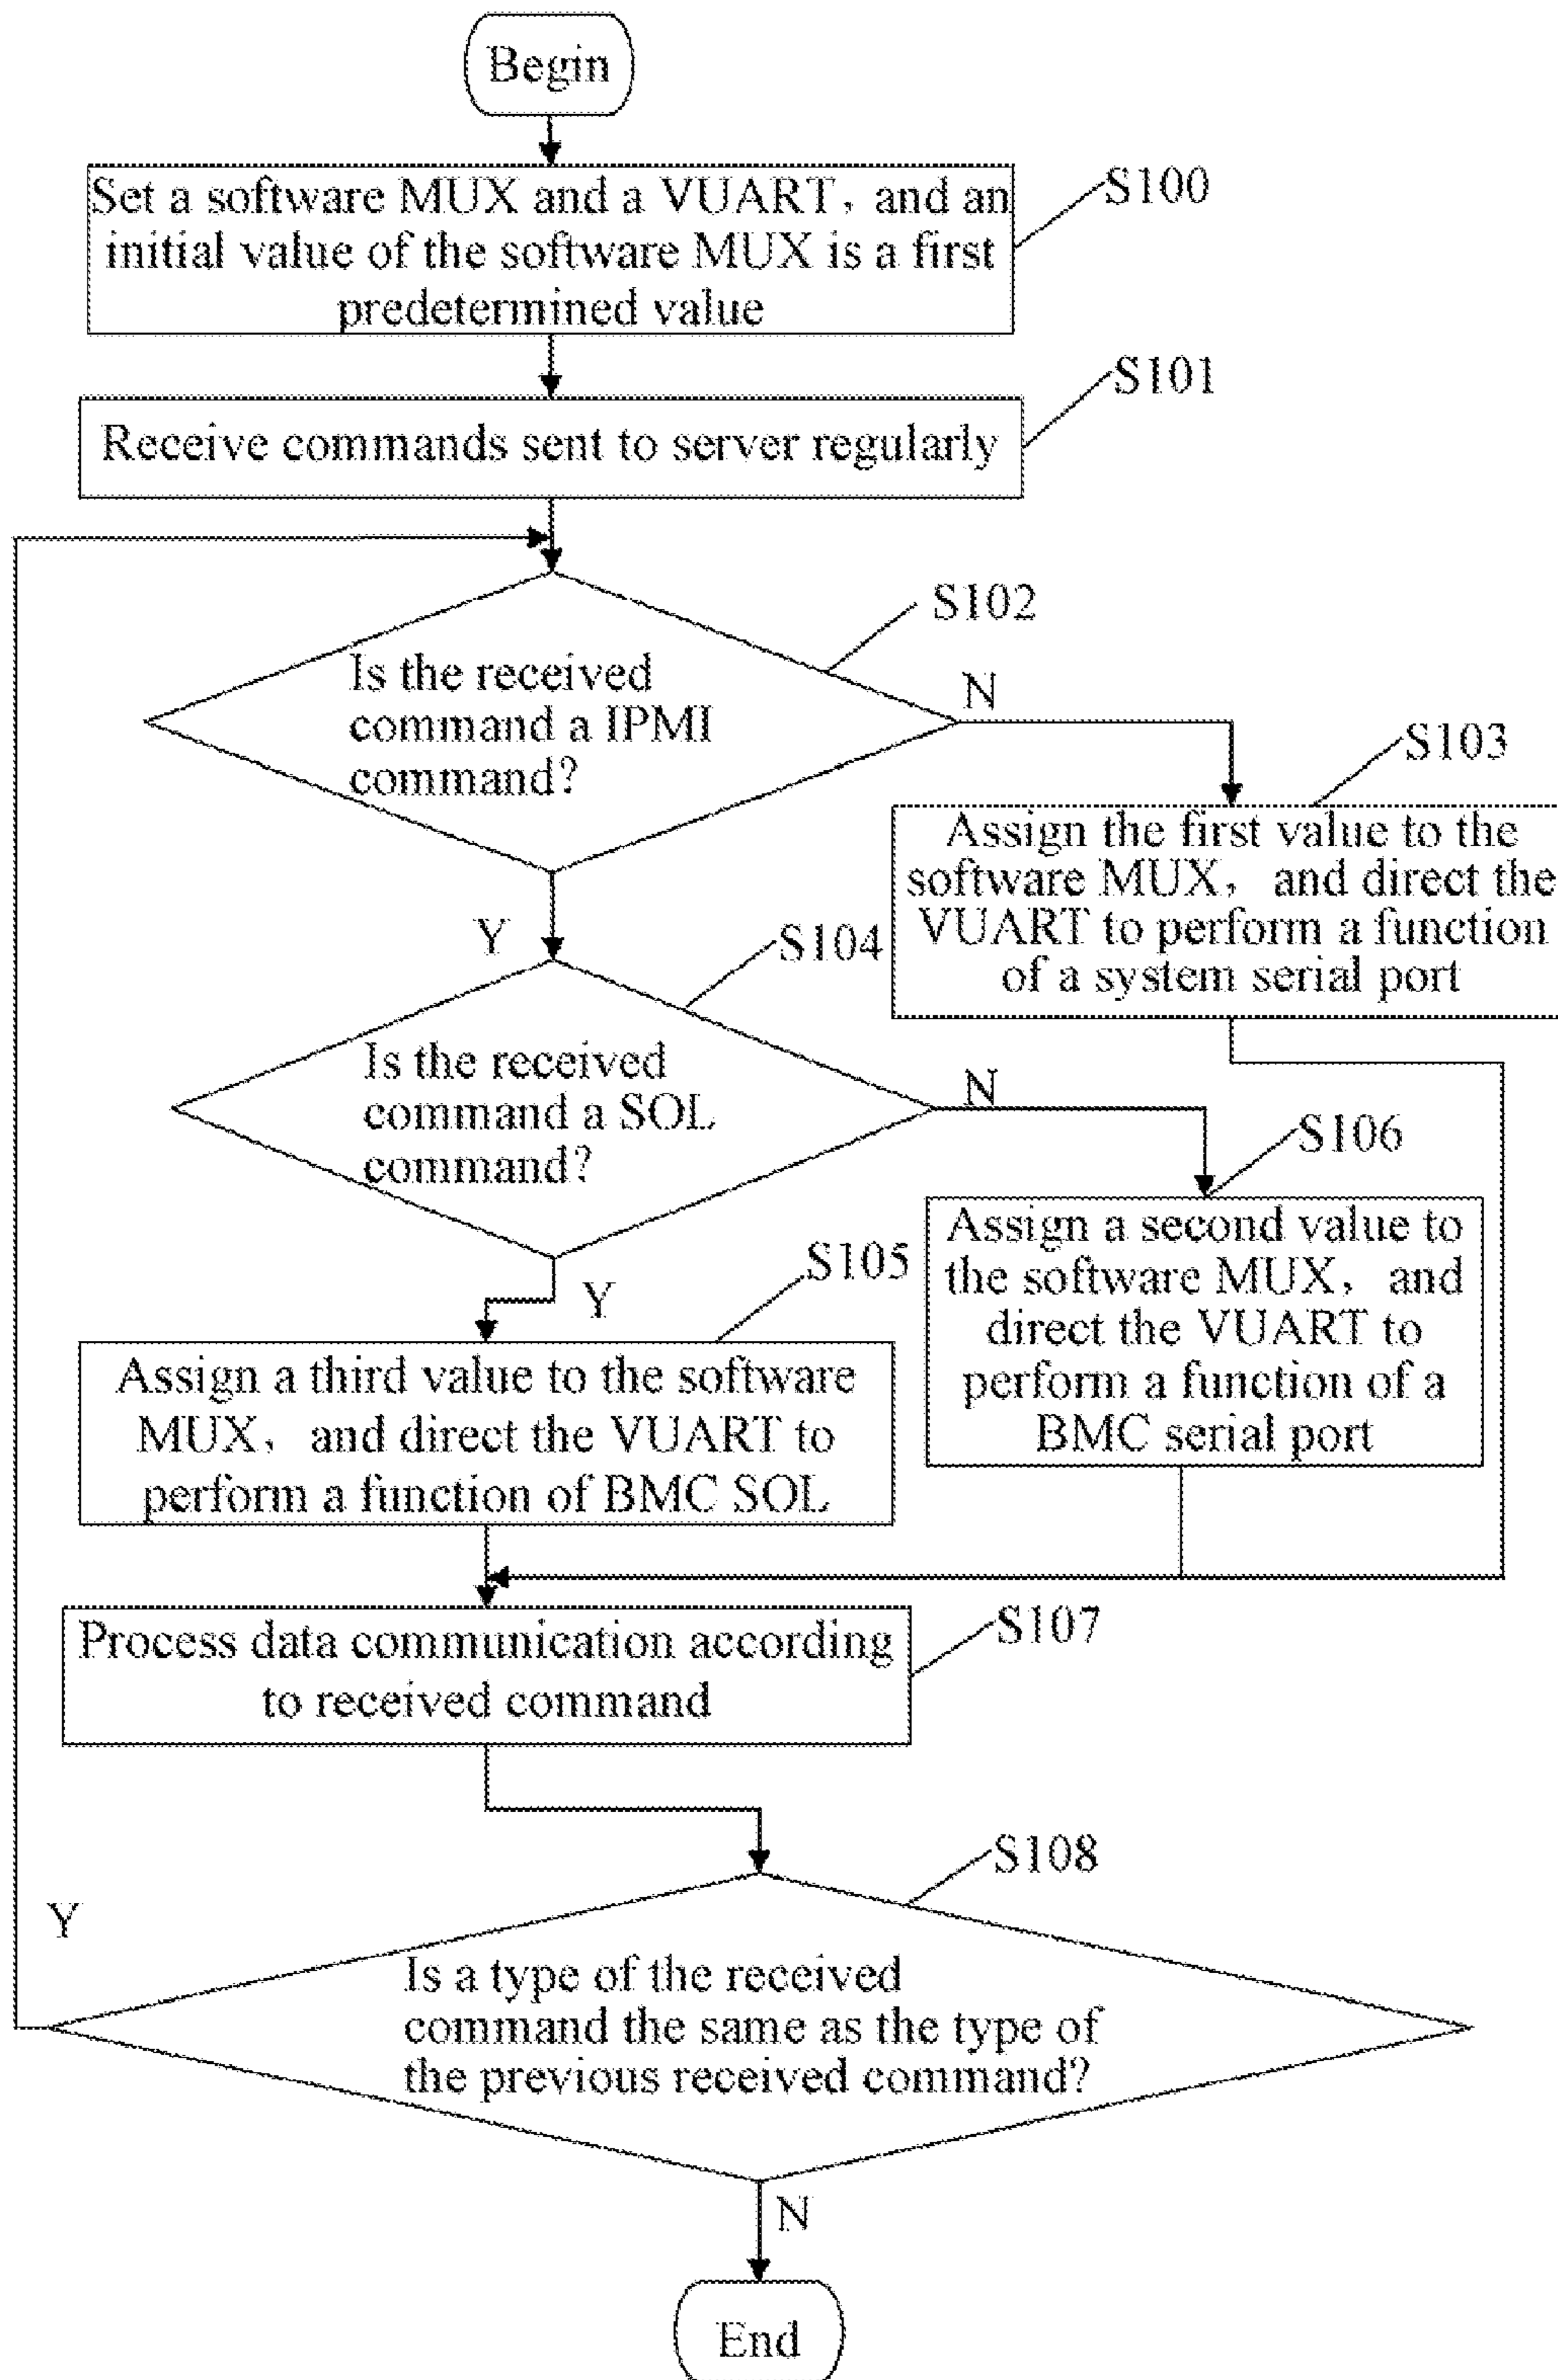 Begin
Set a software MUX and a VUART, and an
initial value of the software MUX is a first
predetermined value
S100
Receive commands sent to server regularly
S101
Is the received
command a IPMI
command?
S102
N
Y
Assign the first value to the
software MUX, and direct the
VUART to perform a function
of a system serial port
S103
Is the received
command a SOL
command?
S104
N
Y
Assign a second value to
the software MUX, and
direct the VUART to
perform a function of a
BMC serial port
S106
Assign a third value to the software
MUX, and direct the VUART to
perform a function of BMC SOL
S105
Process data communication according
to received command
S107
Is a type of the received
command the same as the type of
the previous received command?
S108
Y
N
End